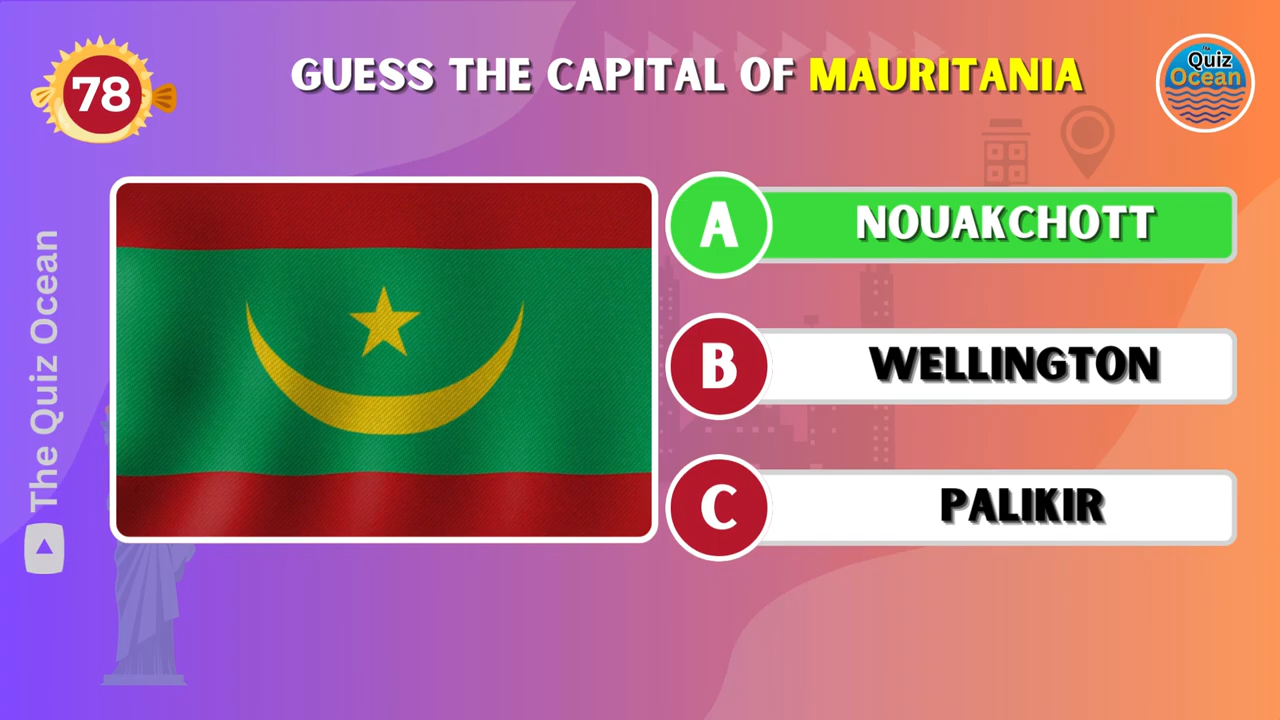 78
GUESS THE CAPITAL OF MAURITANIA
The
Quiz
Ocean
A
NOUAKCHOTT
B
WELLINGTON
C
PALIKIR
The Quiz Ocean